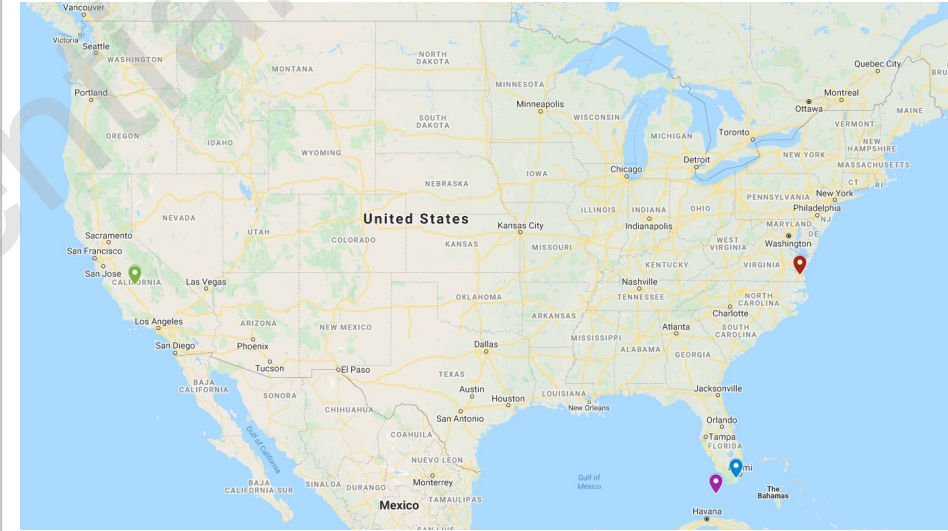 Vancouver
Victoria
Seattle
WASHINGTON
Portland
OREGON
IDAHO
MONTANA
NORTH
DAKOTA
SOUTH
DAKOTA
MINNESOTA
Minneapolis
WISCONSIN
MICHIGAN
Quebec City
Montreal
Ottawa
MAINE
Toronto
VERMONT
NEW
HAMPSHIRE
NEW YORK
MASSACHUSETTS
CT
RI
Detroit
Chicago
WYOMING
NEBRASKA
IOWA
ILLINOIS
INDIANA
OHIO
PENNSYLVANIA
New York
Philadelphia
NJ
MARYLAND
DE
Washington
Indianapolis
United States
NEVADA
UTAH
COLORADO
KANSAS
Kansas City
MISSOURI
WEST
VIRGINIA
VIRGINIA
KENTUCKY
Sacramento
San Francisco
San Jose
CALIFORNIA
Las Vegas
Nashville
TENNESSEE
NORTH
CAROLINA
Charlotte
OKLAHOMA
ARKANSAS
Los Angeles
ARIZONA
NEW MEXICO
San Diego
Phoenix
Tucson
El Paso
Dallas
TEXAS
MISSISSIPPI
ALABAMA
Atlanta
GEORGIA
SOUTH
CAROLINA
BAJA
CALIFORNIA
SONORA
CHIHUAHUA
Austin
Houston
San Antonio
LOUISIANA
New Orleans
Jacksonville
Orlando
Tampa
FLORIDA
COAHUILA
Gulf of California
NUEVO LEON
Monterrey
BAJA
CALIFORNIA SUR
SINALOA
DURANGO
TAMAULIPAS
Mexico
Gulf of
Mexico
The
Bahamas
Havana